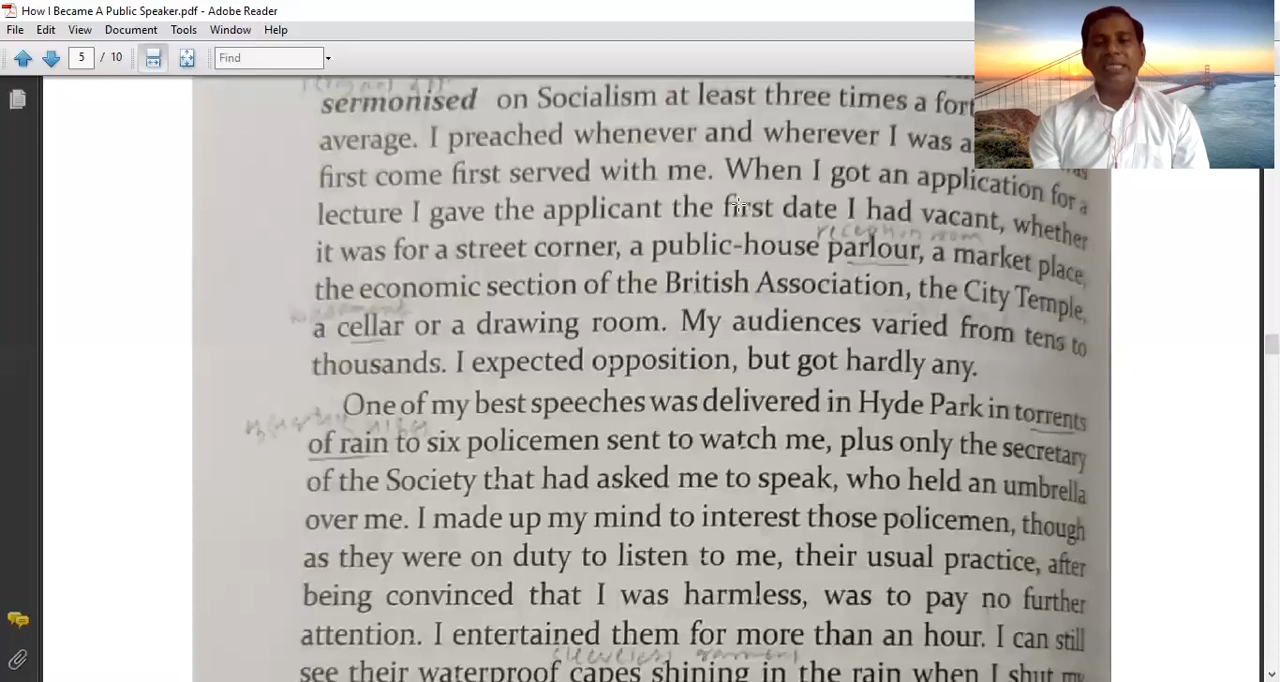 How I Became A Public Speaker.pdf - Adobe Reader
File Edit View Document Tools Window Help
5 / 10 Find
sermonised on Socialism at least three times a
average. I preached whenever and wherever I was
first come first served with me. When I got an application for a
lecture I gave the applicant the first date I had vacant, whether
reception room
it was for a street corner, a public-house parlour, a market place,
the economic section of the British Association, the City Temple,
a cellar or a drawing room. My audiences varied from tens to
thousands. I expected opposition, but got hardly any.
One of my best speeches was delivered in Hyde Park in torrents
of rain to six policemen sent to watch me, plus only the secretary
of the Society that had asked me to speak, who held an umbrella
over me. I made up my mind to interest those policemen, though
as they were on duty to listen to me, their usual practice, after
being convinced that I was harmless, was to pay no further
attention. I entertained them for more than an hour. I can still
see their waterproof capes shining in the rain when I shut my